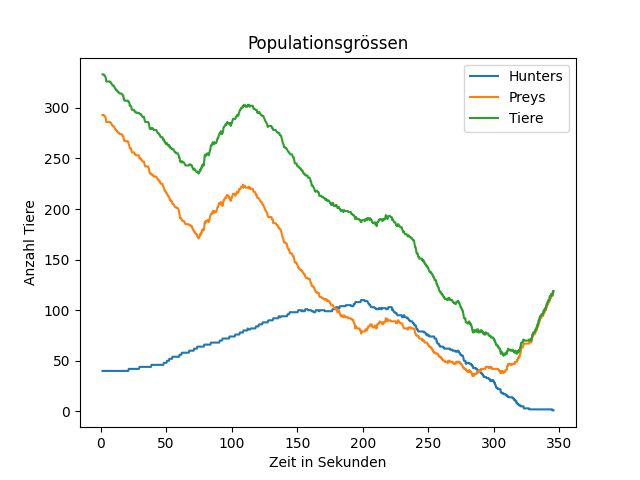 Populationsgrössen
Hunters
Preys
Tiere
Anzahl Tiere
300
250
200
150
100
50
0
0 50 100 150 200 250 300 350
Zeit in Sekunden